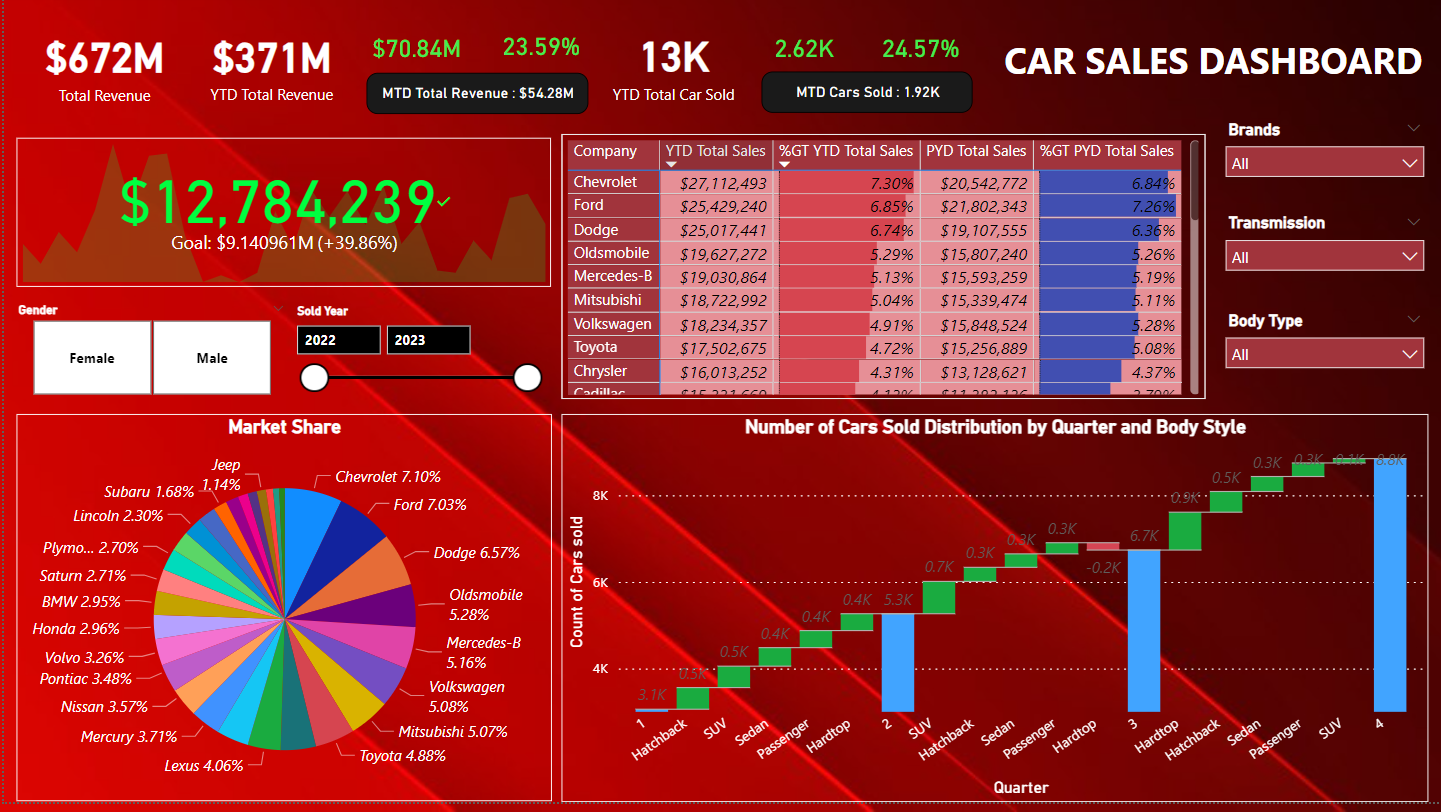 $672M
Total Revenue
$371M
YTD Total Revenue
$70.84M 23.59%
MTD Total Revenue : $54.28M
13K
YTD Total Car Sold
2.62K 24.57%
MTD Cars Sold : 1.92K
CAR SALES DASHBOARD
$12,784,239
Goal: $9.140961M (+39.86%)
Gender
Female
Male
Sold Year
2022
2023
Company YTD Total Sales %GT YTD Total Sales PYD Total Sales %GT PYD Total Sales
Chevrolet $27,112,493 7.30% $20,542,772 6.84%
Ford $25,429,240 6.85% $21,802,343 7.26%
Dodge $25,017,441 6.74% $19,107,555 6.36%
Oldsmobile $19,627,272 5.29% $15,807,240 5.26%
Mercedes-B $19,030,864 5.13% $15,593,259 5.19%
Mitsubishi $18,722,992 5.04% $15,339,474 5.11%
Volkswagen $18,234,357 4.91% $15,848,524 5.28%
Toyota $17,502,675 4.72% $15,256,889 5.08%
Chrysler $16,013,252 4.31% $13,128,621 4.37%
Cadillac
Brands
All
Transmission
All
Body Type
All
Market Share
Chevrolet 7.10%
Ford 7.03%
Dodge 6.57%
Oldsmobile
5.28%
Mercedes-B
5.16%
Volkswagen
5.08%
Mitsubishi 5.07%
Toyota 4.88%
Lexus 4.06%
Mercury 3.71%
Nissan 3.57%
Pontiac 3.48%
Volvo 3.26%
Honda 2.96%
BMW 2.95%
Saturn 2.71%
Plymo... 2.70%
Lincoln 2.30%
Subaru 1.68%
Jeep
1.14%
Number of Cars Sold Distribution by Quarter and Body Style
Count of Cars sold
8K
6K
4K
3.1K
0.5K
0.5K
0.4K
0.4K
0.4K
5.3K
0.7K
0.3K
0.3K
0.3K
-0.2K
6.7K
0.9K
0.5K
0.3K
0.3K
0.1K
8.8K
1
Hatchback
SUV
Sedan
Passenger
Hardtop
2
SUV
Hatchback
Sedan
Passenger
Hardtop
3
Hardtop
Hatchback
Sedan
Passenger
SUV
4
Quarter